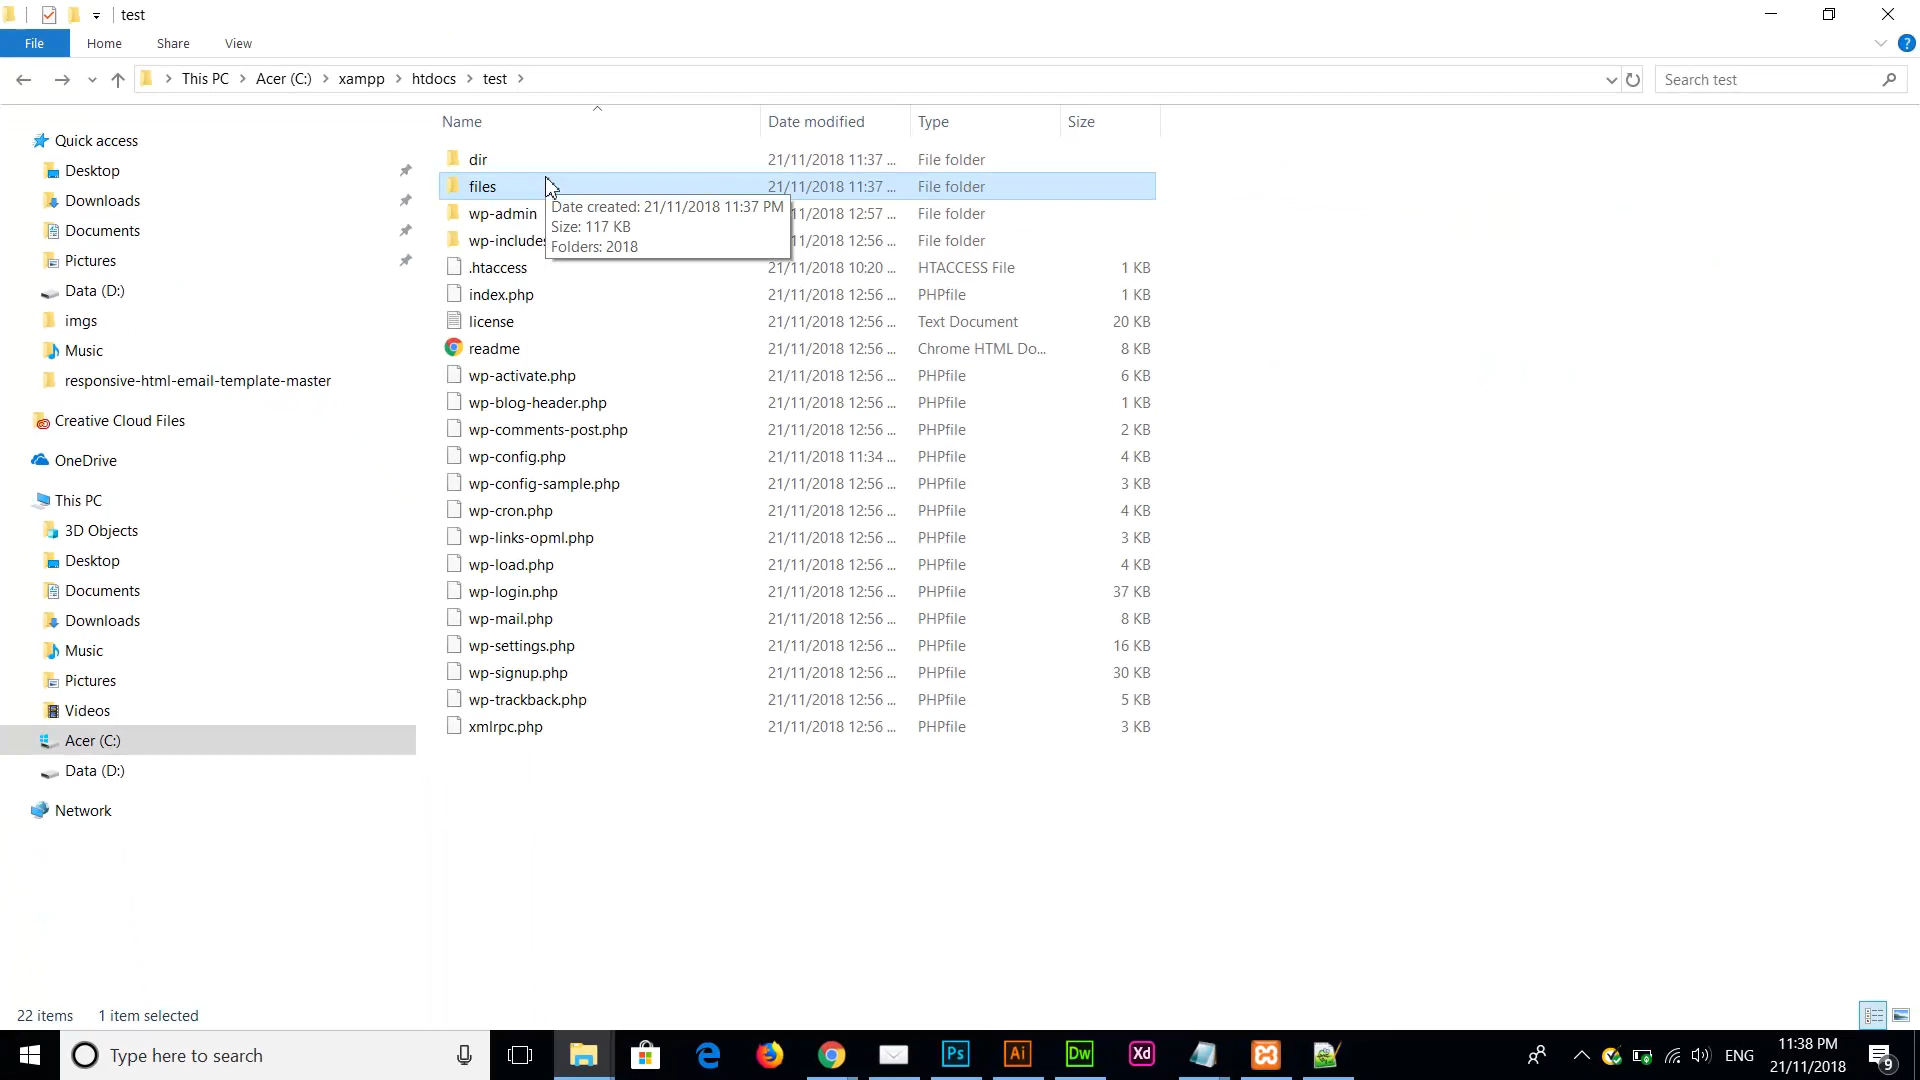 test
File Home Share View
This PC Acer (C:) xampp htdocs test
Search test
Name Date modified Type Size
dir 21/11/2018 11:37 ... File folder
files 21/11/2018 11:37 ... File folder
wp-admin 11/2018 12:57 ... File folder
wp-includes 11/2018 12:56 ... File folder
Date created: 21/11/2018 11:37 PM
Size: 117 KB
Folders: 2018
.htaccess 21/11/2018 10:20 ... HTACCESS File 1 KB
index.php 21/11/2018 12:56 ... PHPfile 1 KB
license 21/11/2018 12:56 ... Text Document 20 KB
readme 21/11/2018 12:56 ... Chrome HTML Do... 8 KB
wp-activate.php 21/11/2018 12:56 ... PHPfile 6 KB
wp-blog-header.php 21/11/2018 12:56 ... PHPfile 1 KB
wp-comments-post.php 21/11/2018 12:56 ... PHPfile 2 KB
wp-config.php 21/11/2018 11:34 ... PHPfile 4 KB
wp-config-sample.php 21/11/2018 12:56 ... PHPfile 3 KB
wp-cron.php 21/11/2018 12:56 ... PHPfile 4 KB
wp-links-opml.php 21/11/2018 12:56 ... PHPfile 3 KB
wp-load.php 21/11/2018 12:56 ... PHPfile 4 KB
wp-login.php 21/11/2018 12:56 ... PHPfile 37 KB
wp-mail.php 21/11/2018 12:56 ... PHPfile 8 KB
wp-settings.php 21/11/2018 12:56 ... PHPfile 16 KB
wp-signup.php 21/11/2018 12:56 ... PHPfile 30 KB
wp-trackback.php 21/11/2018 12:56 ... PHPfile 5 KB
xmlrpc.php 21/11/2018 12:56 ... PHPfile 3 KB
Quick access
Desktop
Downloads
Documents
Pictures
Data (D:)
imgs
Music
responsive-html-email-template-master
Creative Cloud Files
OneDrive
This PC
3D Objects
Desktop
Documents
Downloads
Music
Pictures
Videos
Acer (C:)
Data (D:)
Network
22 items 1 item selected
Type here to search
Ps Ai Dw Xd
ENG
11:38 PM
21/11/2018
9